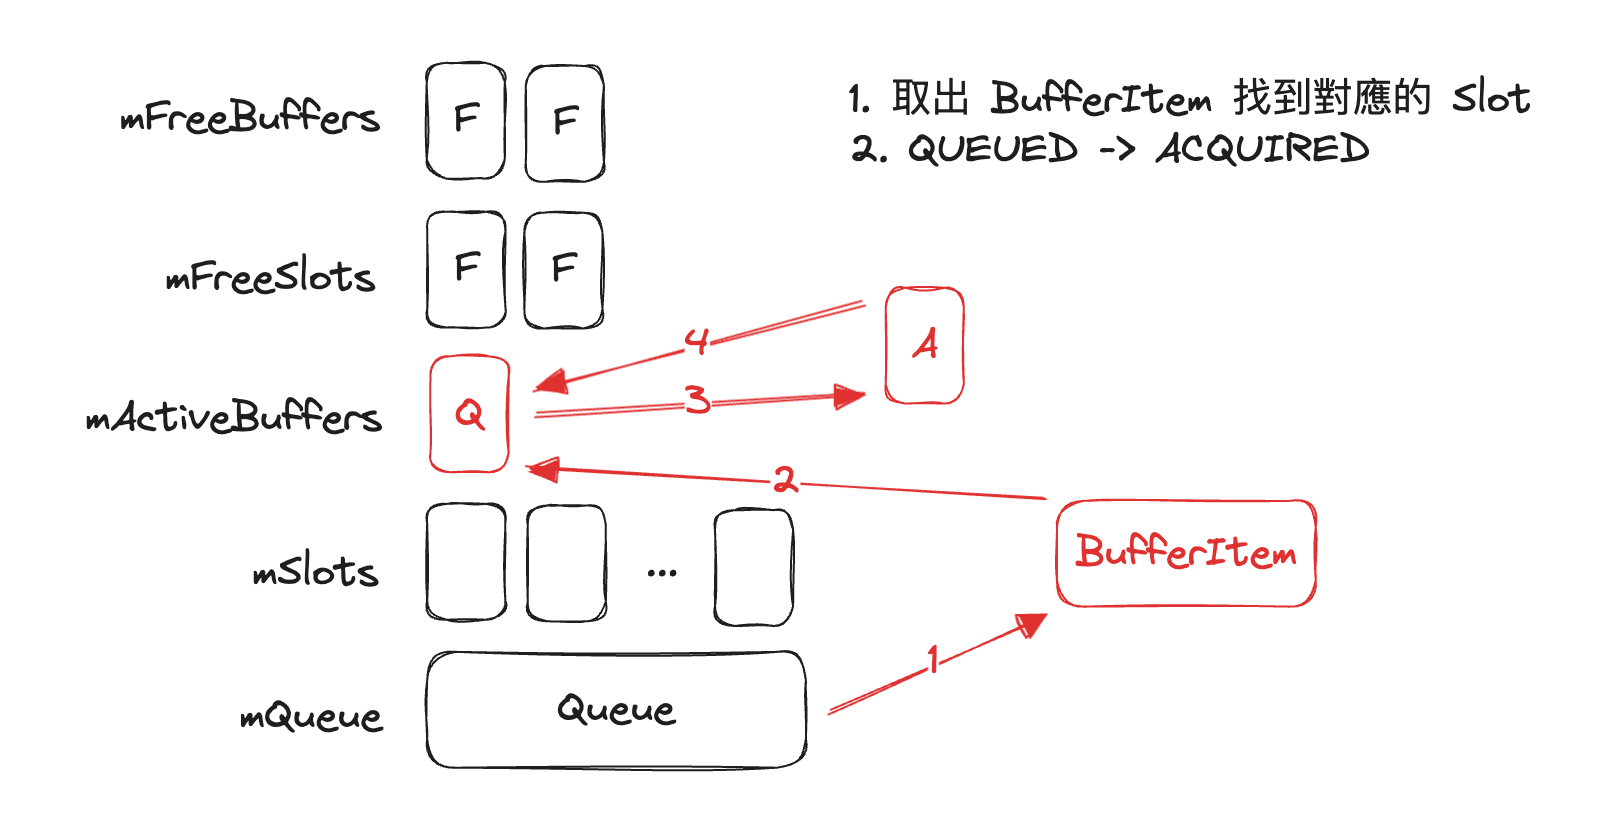 1. 取出 BufferItem 找到對應的 Slot
2. QUEUED -> ACQUIRED
mFreeBuffers
F
F
mFreeSlots
F
F
A
4
3
mActiveBuffers
Q
2
BufferItem
mSlots
...
1
mQueue
Queue